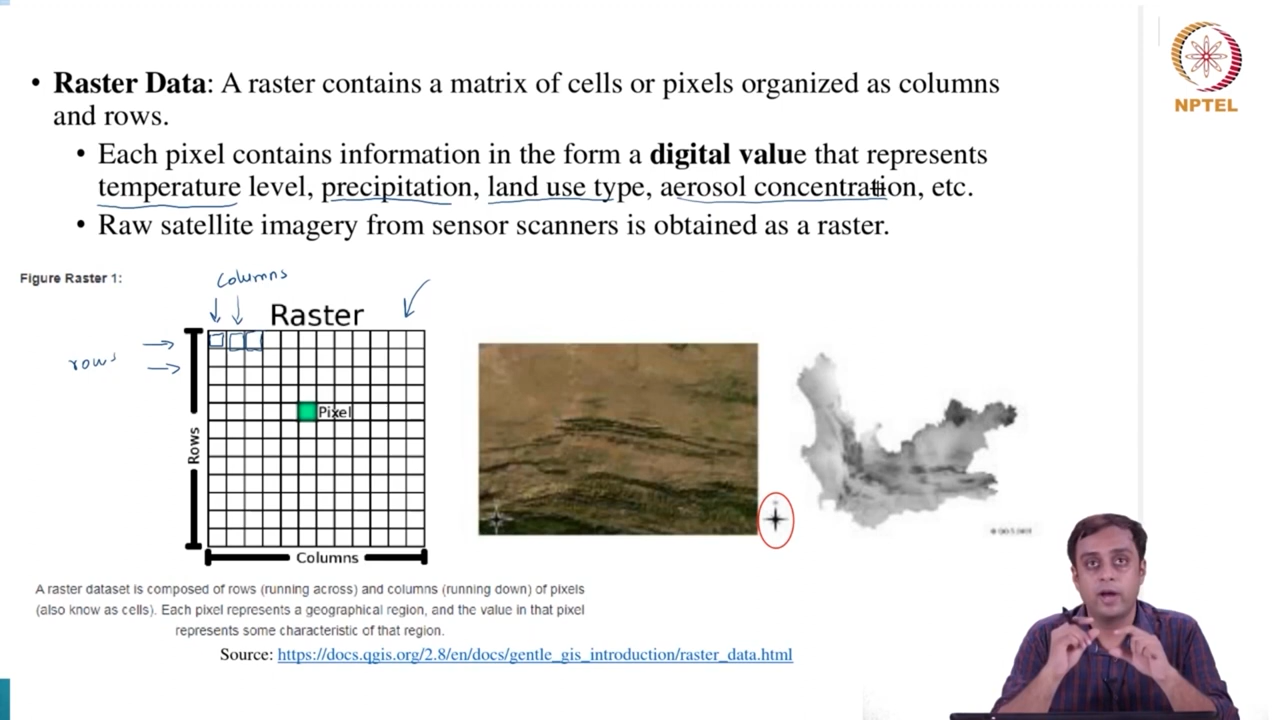 NPTEL
• Raster Data: A raster contains a matrix of cells or pixels organized as columns
and rows.
• Each pixel contains information in the form a digital value that represents
temperature level, precipitation, land use type, aerosol concentration, etc.
• Raw satellite imagery from sensor scanners is obtained as a raster.
Figure Raster 1:
Columns
Raster
rows
Pixel
Rows
Columns
A raster dataset is composed of rows (running across) and columns (running down) of pixels
(also know as cells). Each pixel represents a geographical region, and the value in that pixel
represents some characteristic of that region.
Source: https://docs.qgis.org/2.8/en/docs/gentle_gis_introduction/raster_data.html